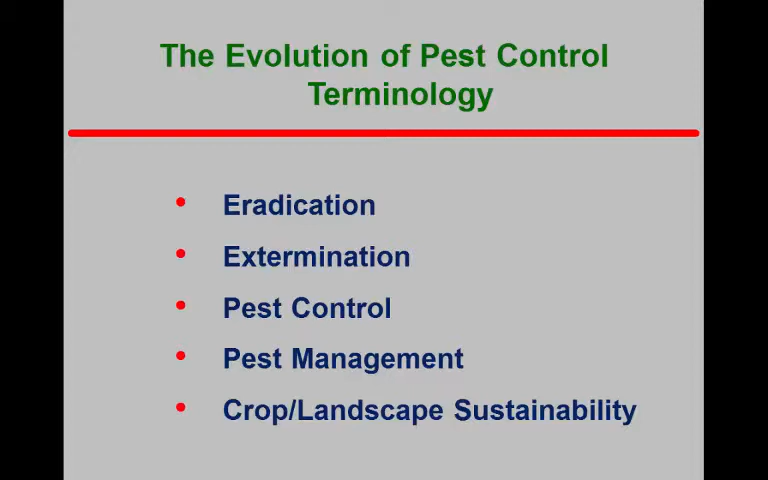 The Evolution of Pest Control
Terminology
• Eradication
• Extermination
• Pest Control
• Pest Management
• Crop/Landscape Sustainability